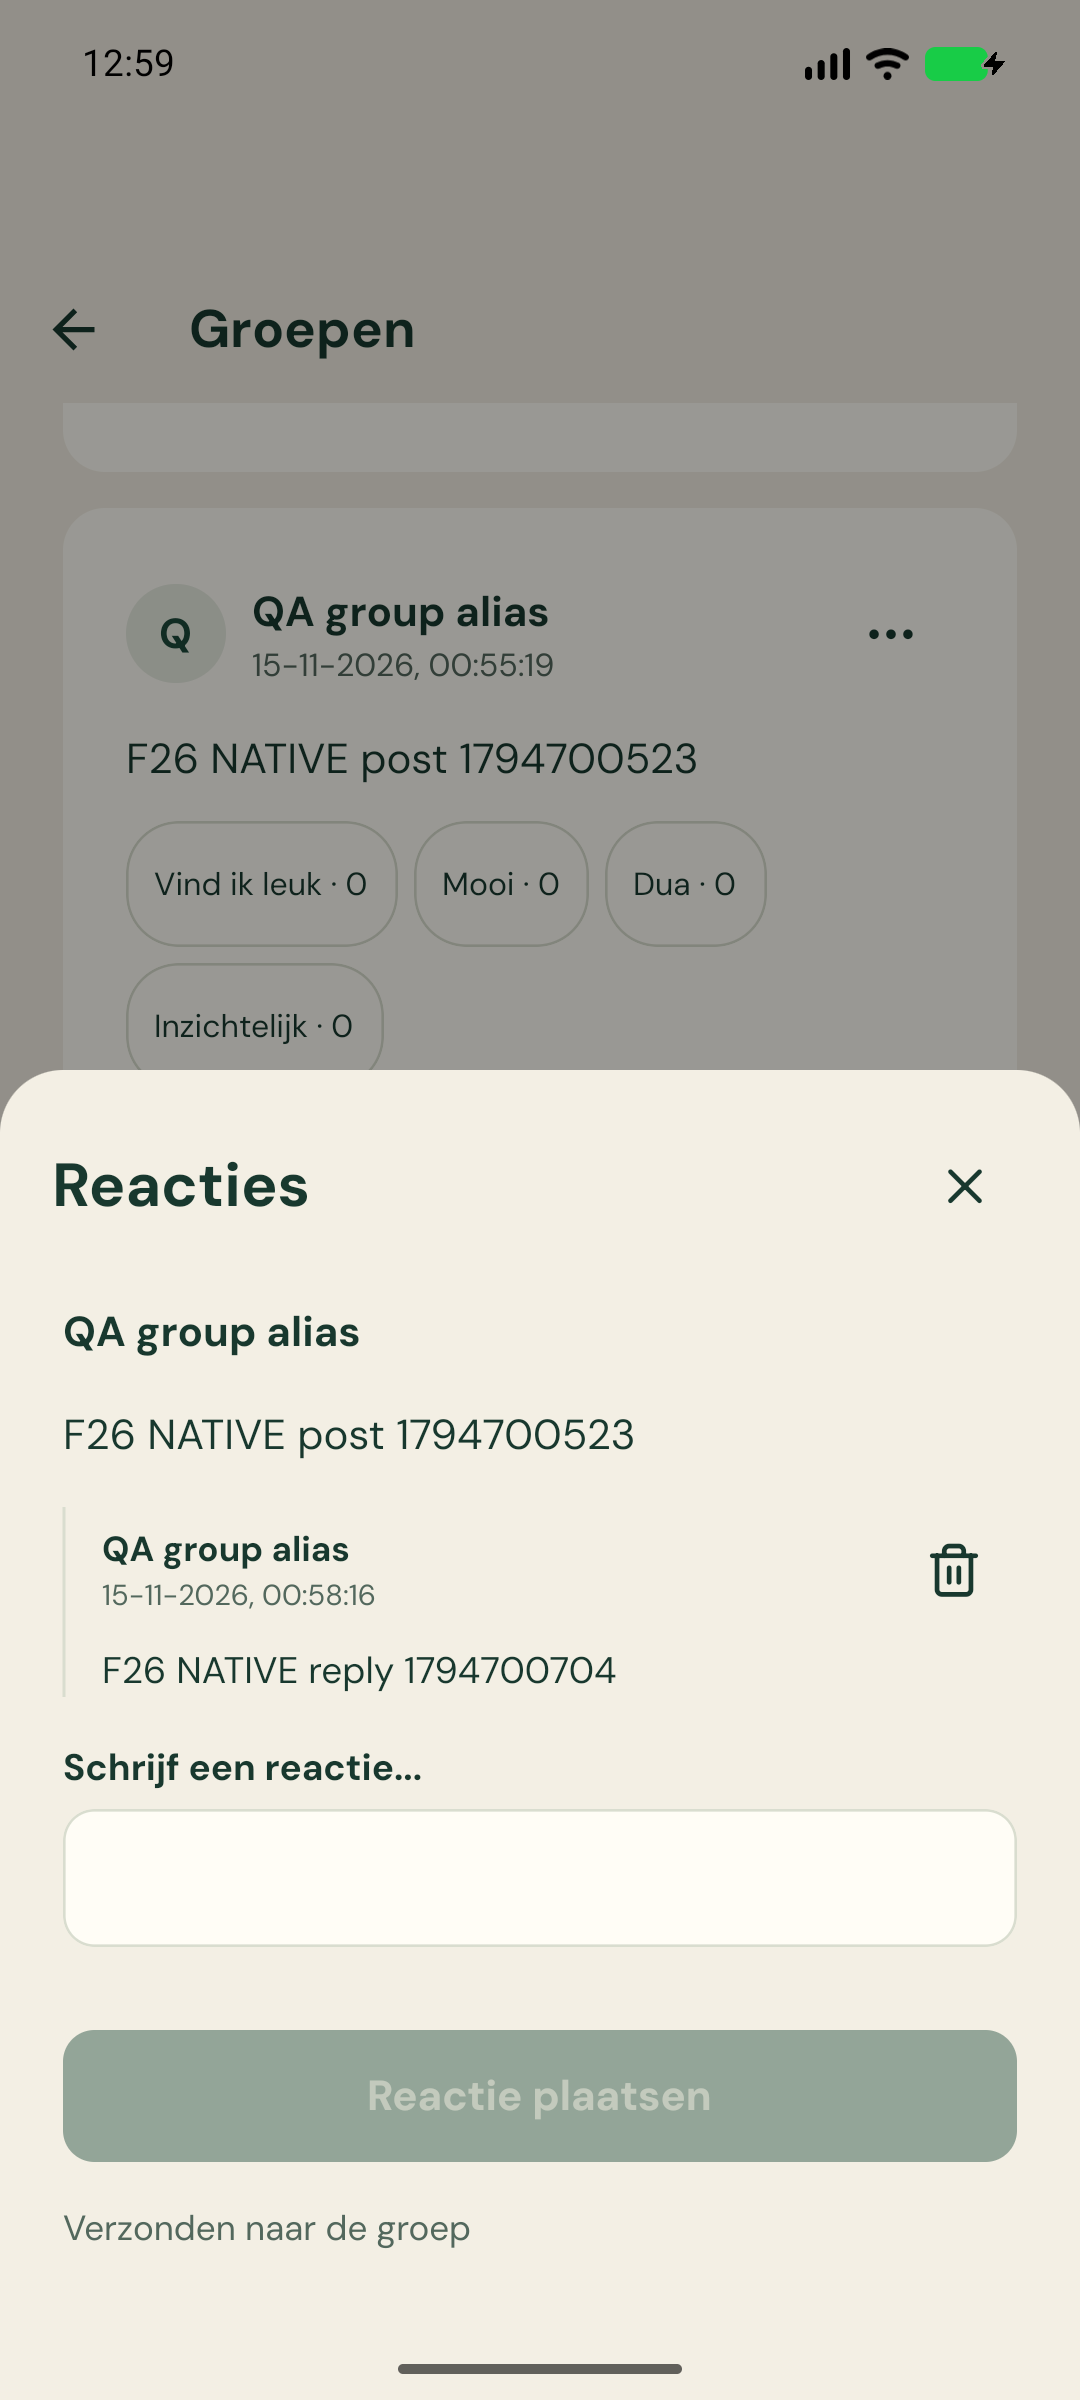 12:59
Groepen
Q
QA group alias
15-11-2026, 00:55:19
F26 NATIVE post 1794700523
Vind ik leuk · 0
Mooi · 0
Dua · 0
Inzichtelijk · 0
Reacties
QA group alias
F26 NATIVE post 1794700523
QA group alias
15-11-2026, 00:58:16
F26 NATIVE reply 1794700704
Schrijf een reactie...
Reactie plaatsen
Verzonden naar de groep